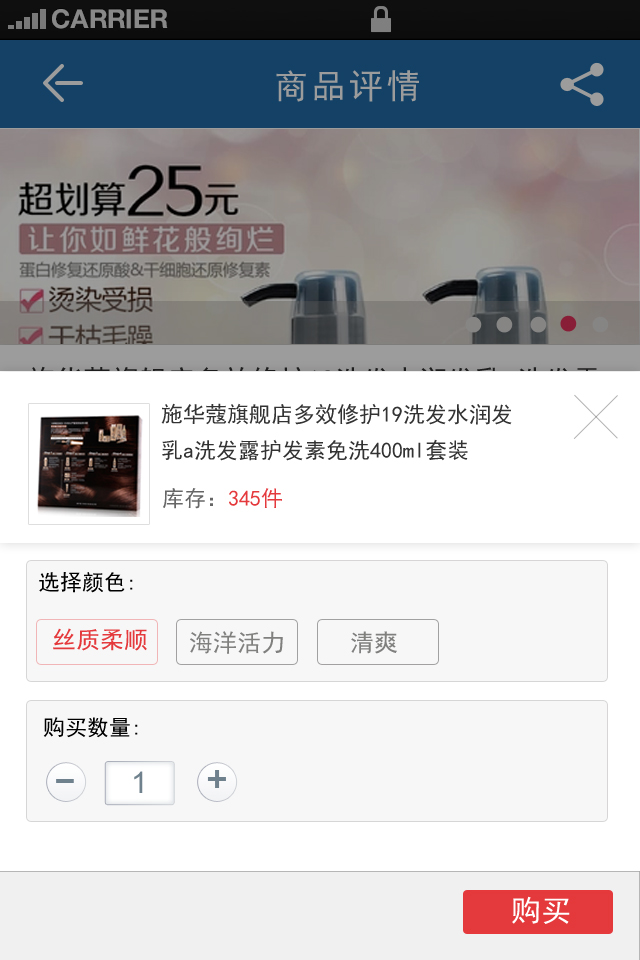 CARRIER
商品评情
超划算25元
让你如鲜花般绚烂
蛋白修复还原酸&干细胞还原修复素
烫染受损
干枯毛躁
施华蔻旗舰店多效修护19洗发水润发
乳a洗发露护发素免洗400ml套装
库存：345件
选择颜色:
丝质柔顺
海洋活力
清爽
购买数量:
1
购买